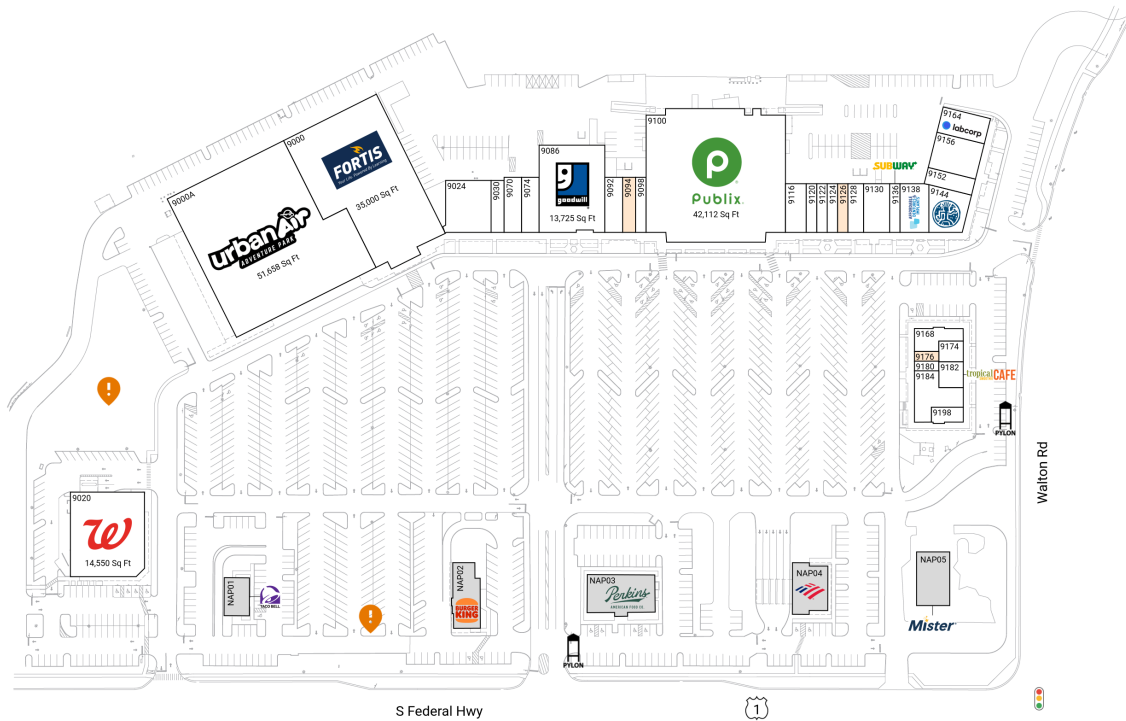 9000A
urban Air
ADVENTURE PARK
51,658 Sq Ft
9000
FORTIS
35,000 Sq Ft
9024
9030
9070
9074
9086
goodwill
13,725 Sq Ft
9092
9094
9098
9100
P
Publix.
42,112 Sq Ft
9116
9120
9122
9124
9126
9128
9130
9136
SUBWAY
9138
9144
9152
9156
9164
labcorp
9168
9174
9176
9180
9182
9184
9198
tropical CAFE
PYLON
Walton Rd
9020
W
14,550 Sq Ft
NAP01
TACO BELL
NAP02
BURGER
KING
NAP03
Perkins
AMERICAN FOOD CO.
NAP04
NAP05
Mister
PYLON
S Federal Hwy
1